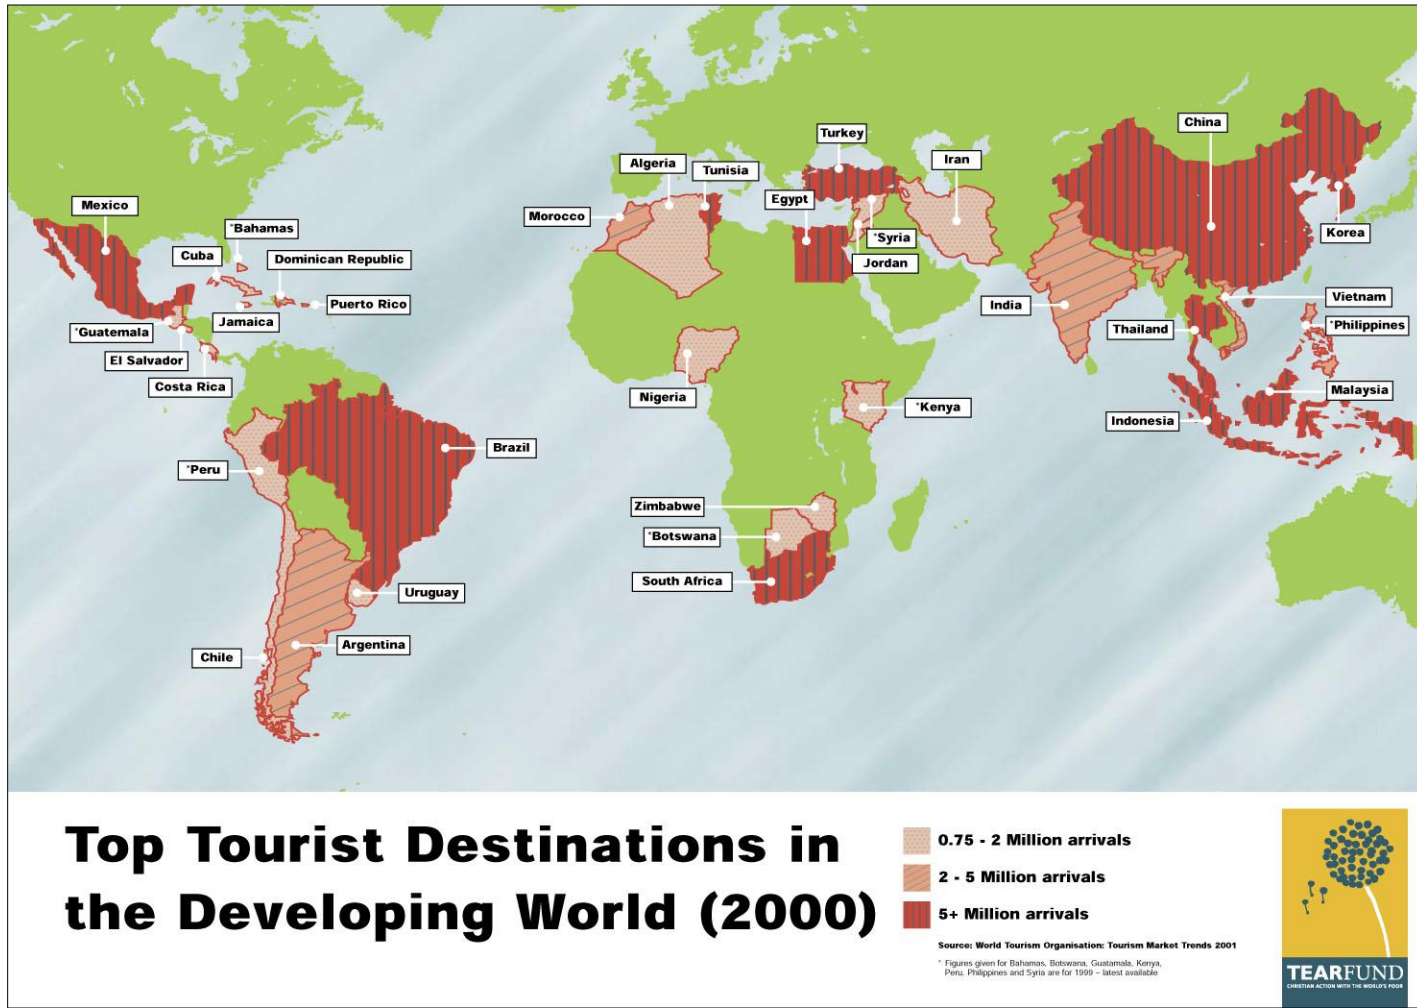 Turkey
China
Algeria
Tunisia
Iran
Egypt
Mexico
Morocco
*Bahamas
Korea
*Syria
Cuba
Dominican Republic
Jordan
Vietnam
Puerto Rico
India
Jamaica
*Philippines
*Guatemala
Thailand
El Salvador
Costa Rica
Malaysia
Nigeria
*Kenya
Indonesia
Brazil
*Peru
Zimbabwe
*Botswana
South Africa
Uruguay
Argentina
Chile
Top Tourist Destinations in
the Developing World (2000)
0.75 - 2 Million arrivals
2 - 5 Million arrivals
5+ Million arrivals
Source: World Tourism Organisation: Tourism Market Trends 2001
* Figures given for Bahamas, Botswana, Guatamala, Kenya,
Peru, Philippines and Syria are for 1999 – latest available
TEARFUND
CHRISTIAN ACTION WITH THE WORLD'S POOR